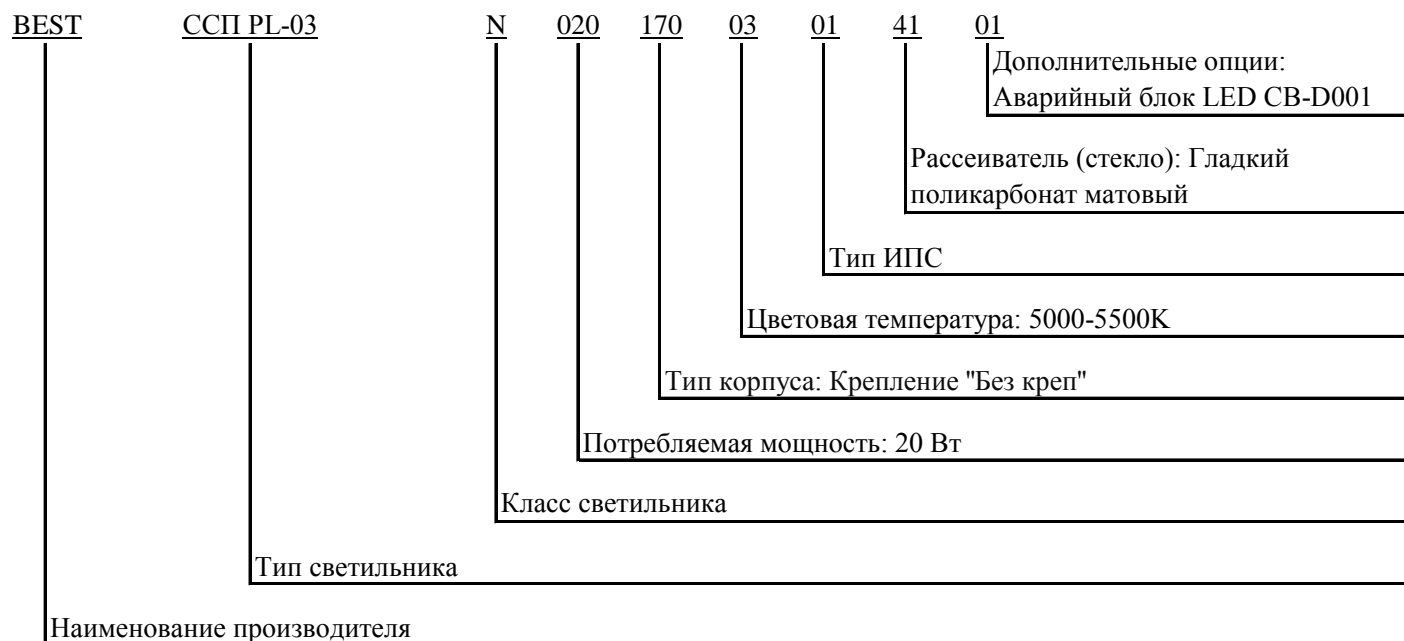 BEST ССП PL-03 N 020 170 03 01 41 01
Дополнительные опции:
Аварийный блок LED CB-D001
Рассеиватель (стекло): Гладкий
поликарбонат матовый
Тип ИПС
Цветовая температура: 5000-5500К
Тип корпуса: Крепление "Без креп"
Потребляемая мощность: 20 Вт
Класс светильника
Тип светильника
Наименование производителя